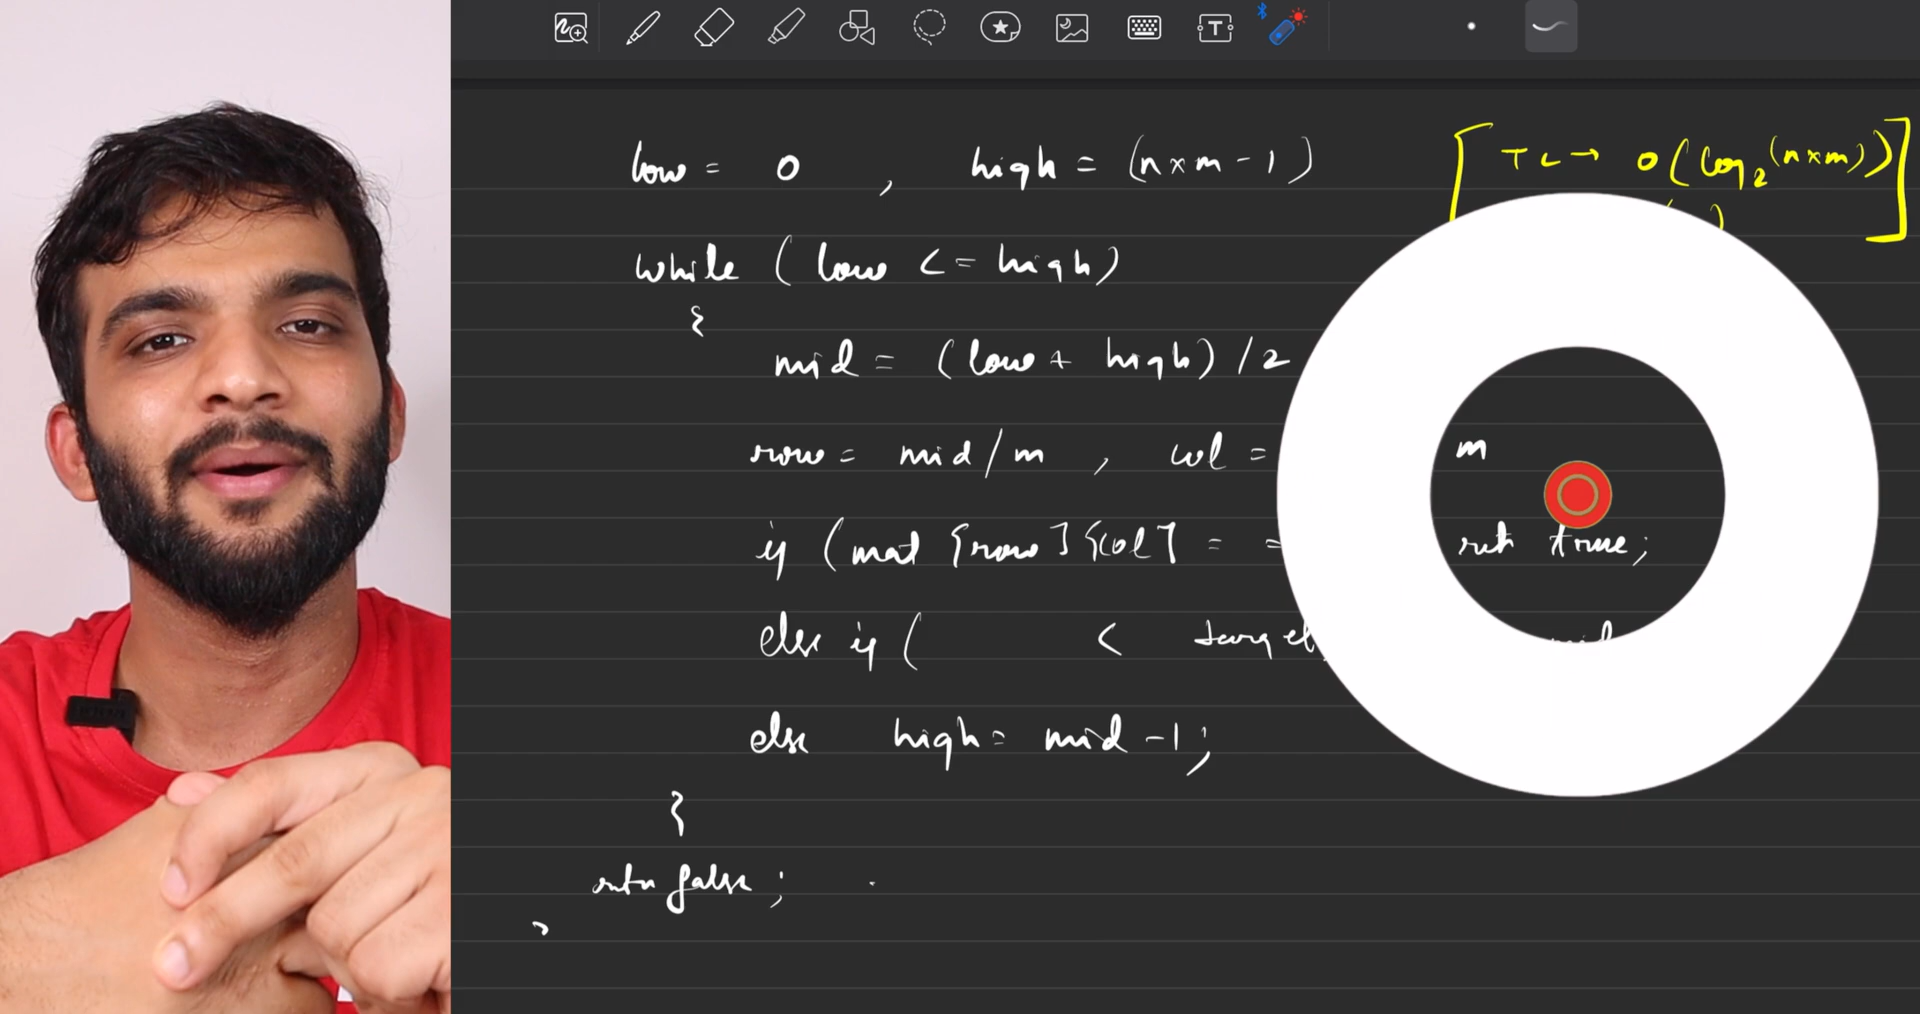 low = 0 , high = (n x m - 1)
[TC → O(log₂(n x m))]
while (low <= high)
{
mid = (low + high) / 2
row = mid / m , col = m
if (mat [row] [col] = = ret true;
else if ( < target
else high = mid - 1;
}
retn false;
}